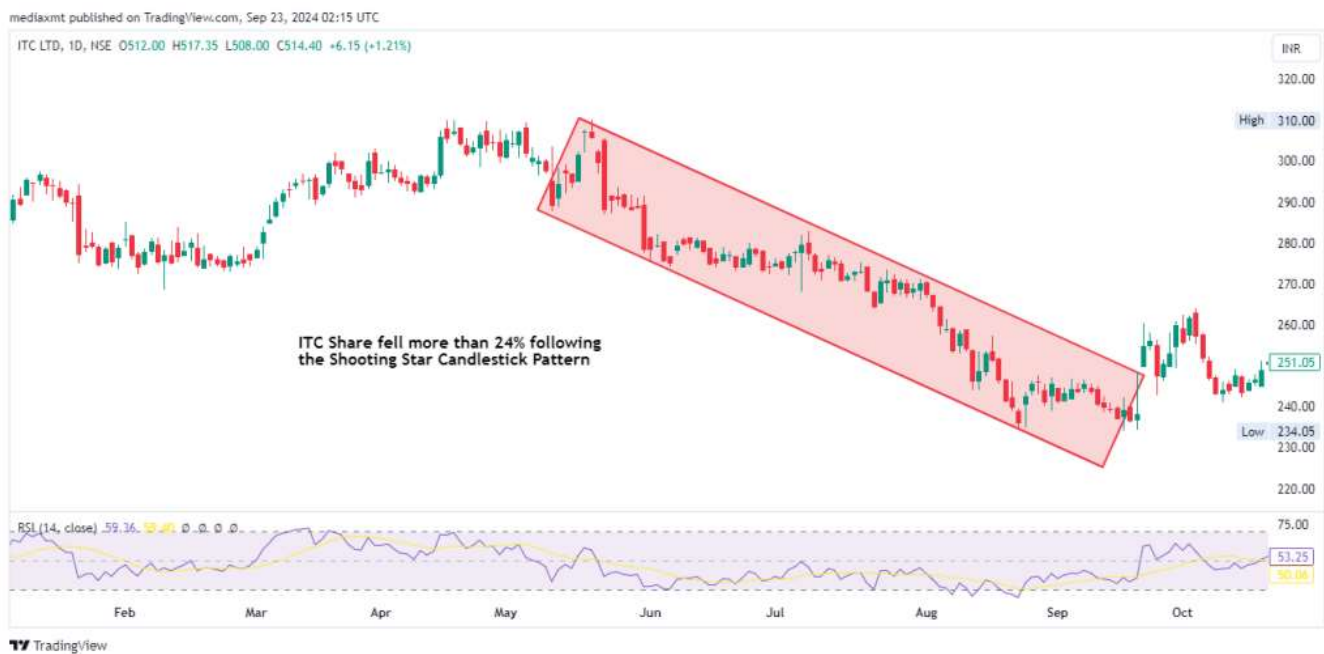 mediaxmt published on TradingView.com, Sep 23, 2024 02:15 UTC
ITC LTD, 1D, NSE O512.00 H517.35 L508.00 C514.40 +6.15 (+1.21%)
INR
320.00
High 310.00
300.00
290.00
280.00
270.00
260.00
251.05
240.00
Low 234.05
230.00
220.00
ITC Share fell more than 24% following
the Shooting Star Candlestick Pattern
RSI (14, close) 59.36 Ø Ø Ø Ø
75.00
53.25
50.06
Feb Mar Apr May Jun Jul Aug Sep Oct
TradingView